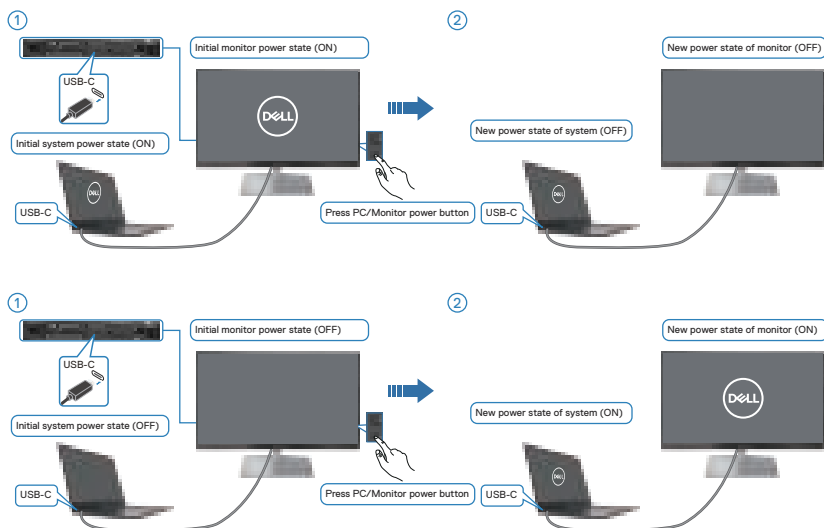 1
2
Initial monitor power state (ON)
New power state of monitor (OFF)
USB-C
DELL
New power state of system (OFF)
Initial system power state (ON)
DELL
DELL
USB-C
Press PC/Monitor power button
USB-C
1
2
Initial monitor power state (OFF)
New power state of monitor (ON)
USB-C
DELL
New power state of system (ON)
Initial system power state (OFF)
DELL
USB-C
Press PC/Monitor power button
USB-C